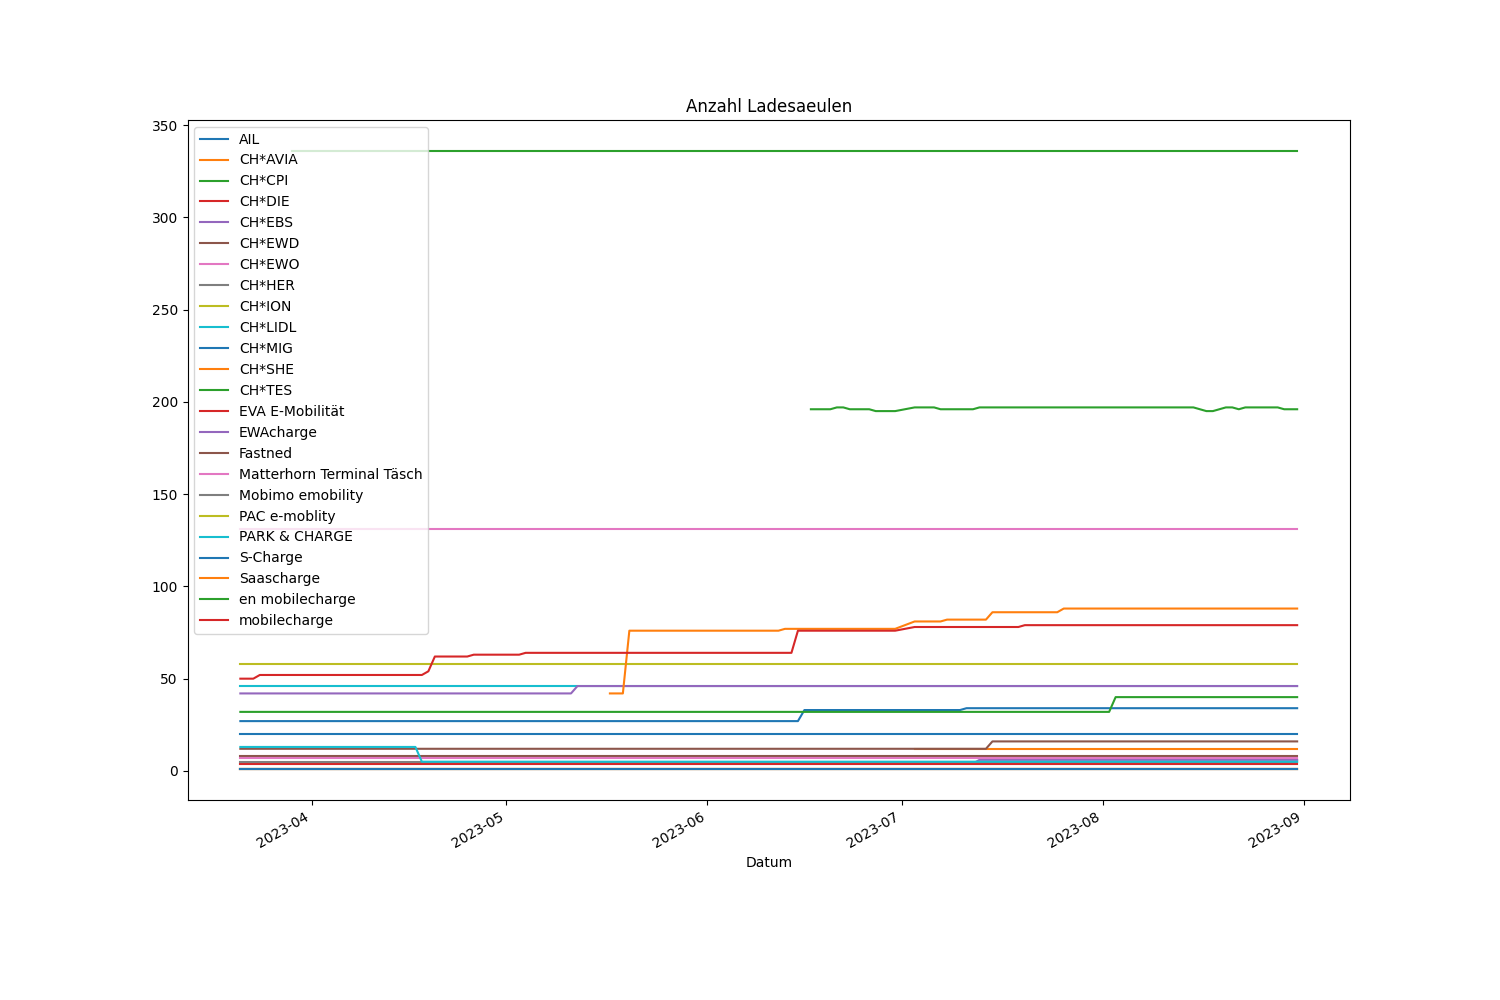 Anzahl Ladesaeulen
350
300
250
200
150
100
50
0
AIL
CH*AVIA
CH*CPI
CH*DIE
CH*EBS
CH*EWD
CH*EWO
CH*HER
CH*ION
CH*LIDL
CH*MIG
CH*SHE
CH*TES
EVA E-Mobilität
EWAcharge
Fastned
Matterhorn Terminal Täsch
Mobimo emobility
PAC e-moblity
PARK & CHARGE
S-Charge
Saascharge
en mobilecharge
mobilecharge
2023-04
2023-05
2023-06
2023-07
2023-08
2023-09
Datum